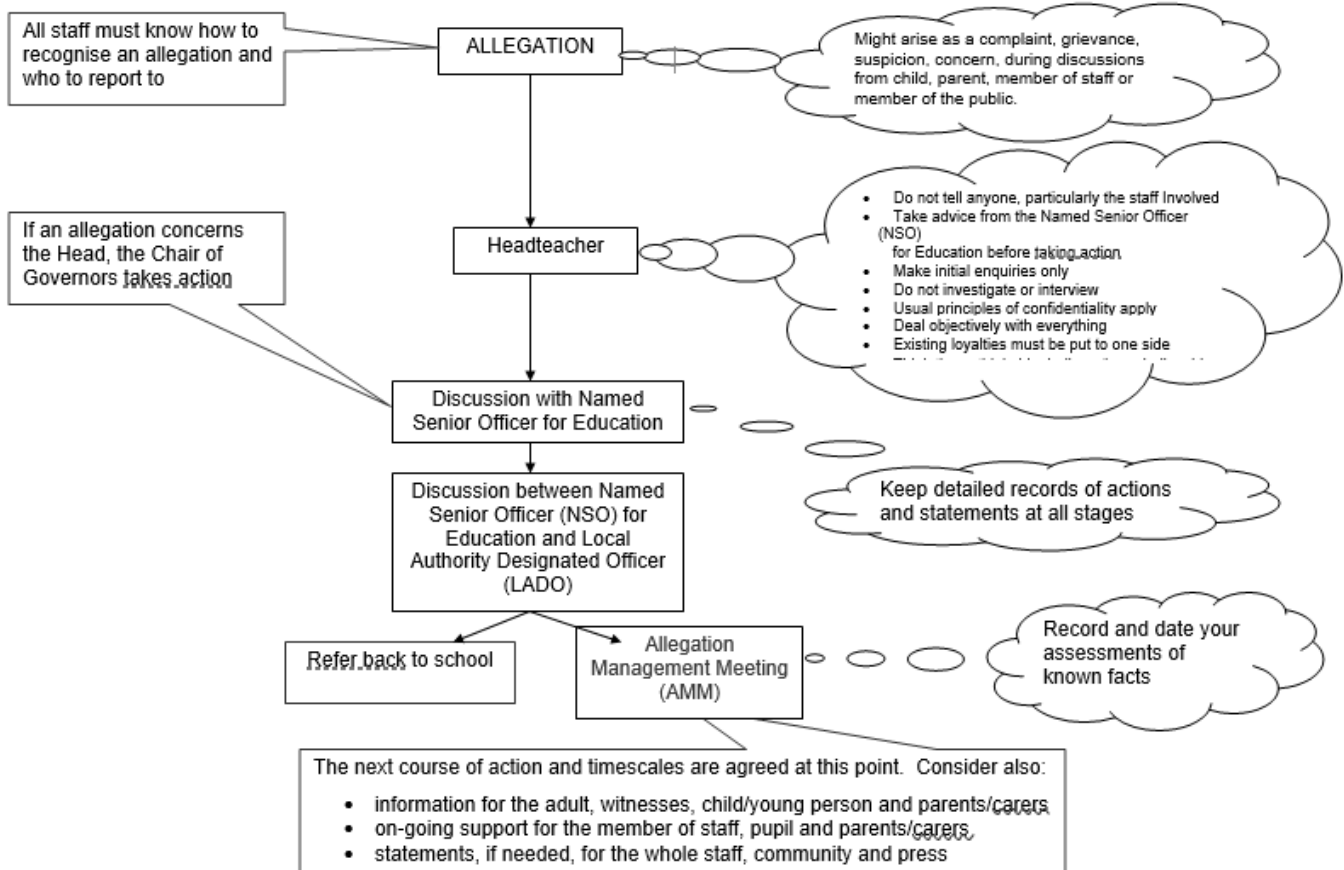 All staff must know how to
recognise an allegation and
who to report to
ALLEGATION
Might arise as a complaint, grievance,
suspicion, concern, during discussions
from child, parent, member of staff or
member of the public.
If an allegation concerns
the Head, the Chair of
Governors takes action
Headteacher
• Do not tell anyone, particularly the staff Involved
• Take advice from the Named Senior Officer
(NSO)
for Education before taking action
• Make initial enquiries only
• Do not investigate or interview
• Usual principles of confidentiality apply
• Deal objectively with everything
• Existing loyalties must be put to one side
Discussion with Named
Senior Officer for Education
Keep detailed records of actions
and statements at all stages
Discussion between Named
Senior Officer (NSO) for
Education and Local
Authority Designated Officer
(LADO)
Refer back to school
Allegation
Management Meeting
(AMM)
Record and date your
assessments of
known facts
The next course of action and timescales are agreed at this point. Consider also:
• information for the adult, witnesses, child/young person and parents/carers
• on-going support for the member of staff, pupil and parents/carers
• statements, if needed, for the whole staff, community and press